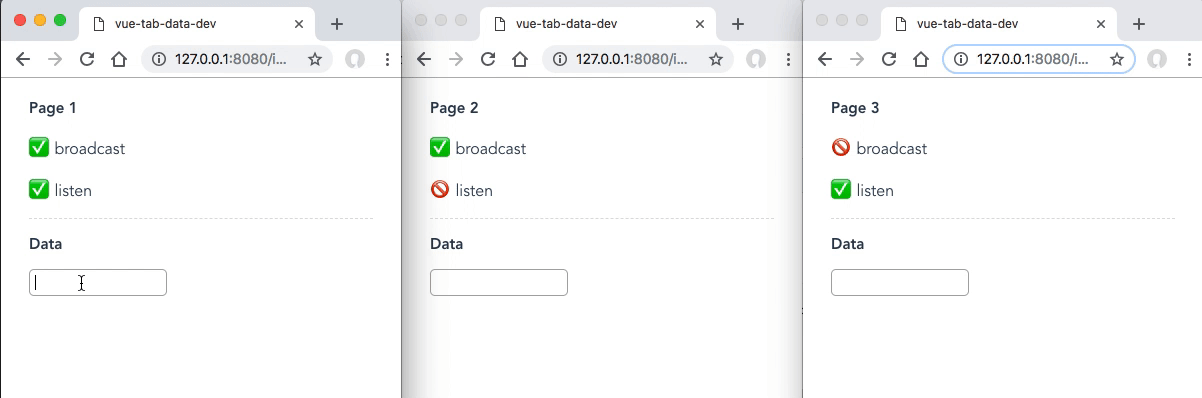 vue-tab-data-dev
127.0.0.1:8080/i...
Page 1
✅ broadcast
✅ listen
Data
vue-tab-data-dev
127.0.0.1:8080/i...
Page 2
✅ broadcast
🚫 listen
Data
vue-tab-data-dev
127.0.0.1:8080/i...
Page 3
🚫 broadcast
✅ listen
Data